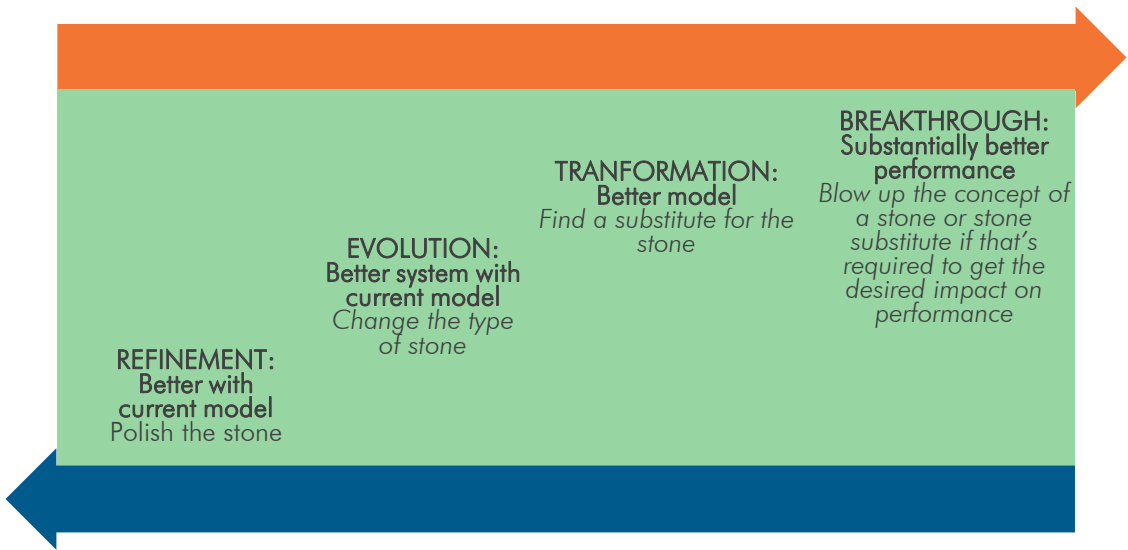 REFINEMENT:
Better with
current model
Polish the stone
EVOLUTION:
Better system with
current model
Change the type
of stone
TRANFORMATION:
Better model
Find a substitute for the
stone
BREAKTHROUGH:
Substantially better
performance
Blow up the concept of
a stone or stone
substitute if that’s
required to get the
desired impact on
performance